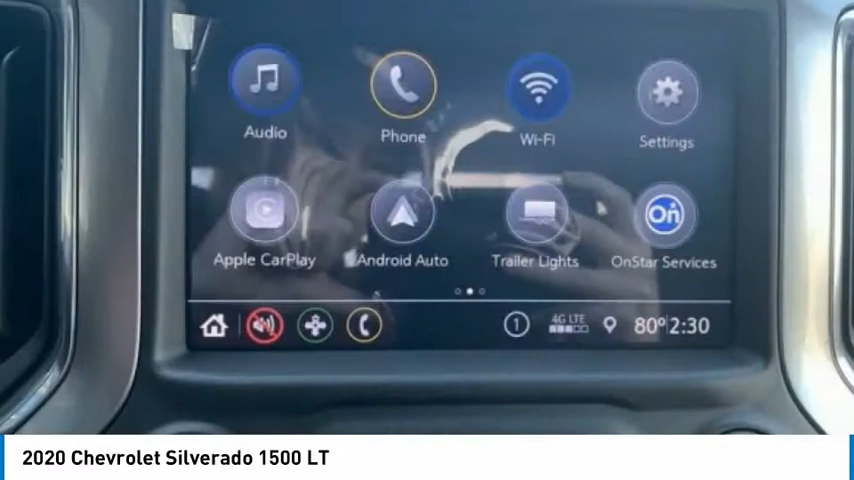 Audio Phone Wi-Fi Settings
Apple CarPlay Android Auto Trailer Lights OnStar Services
On
1 4G LTE 80° 2:30
2020 Chevrolet Silverado 1500 LT